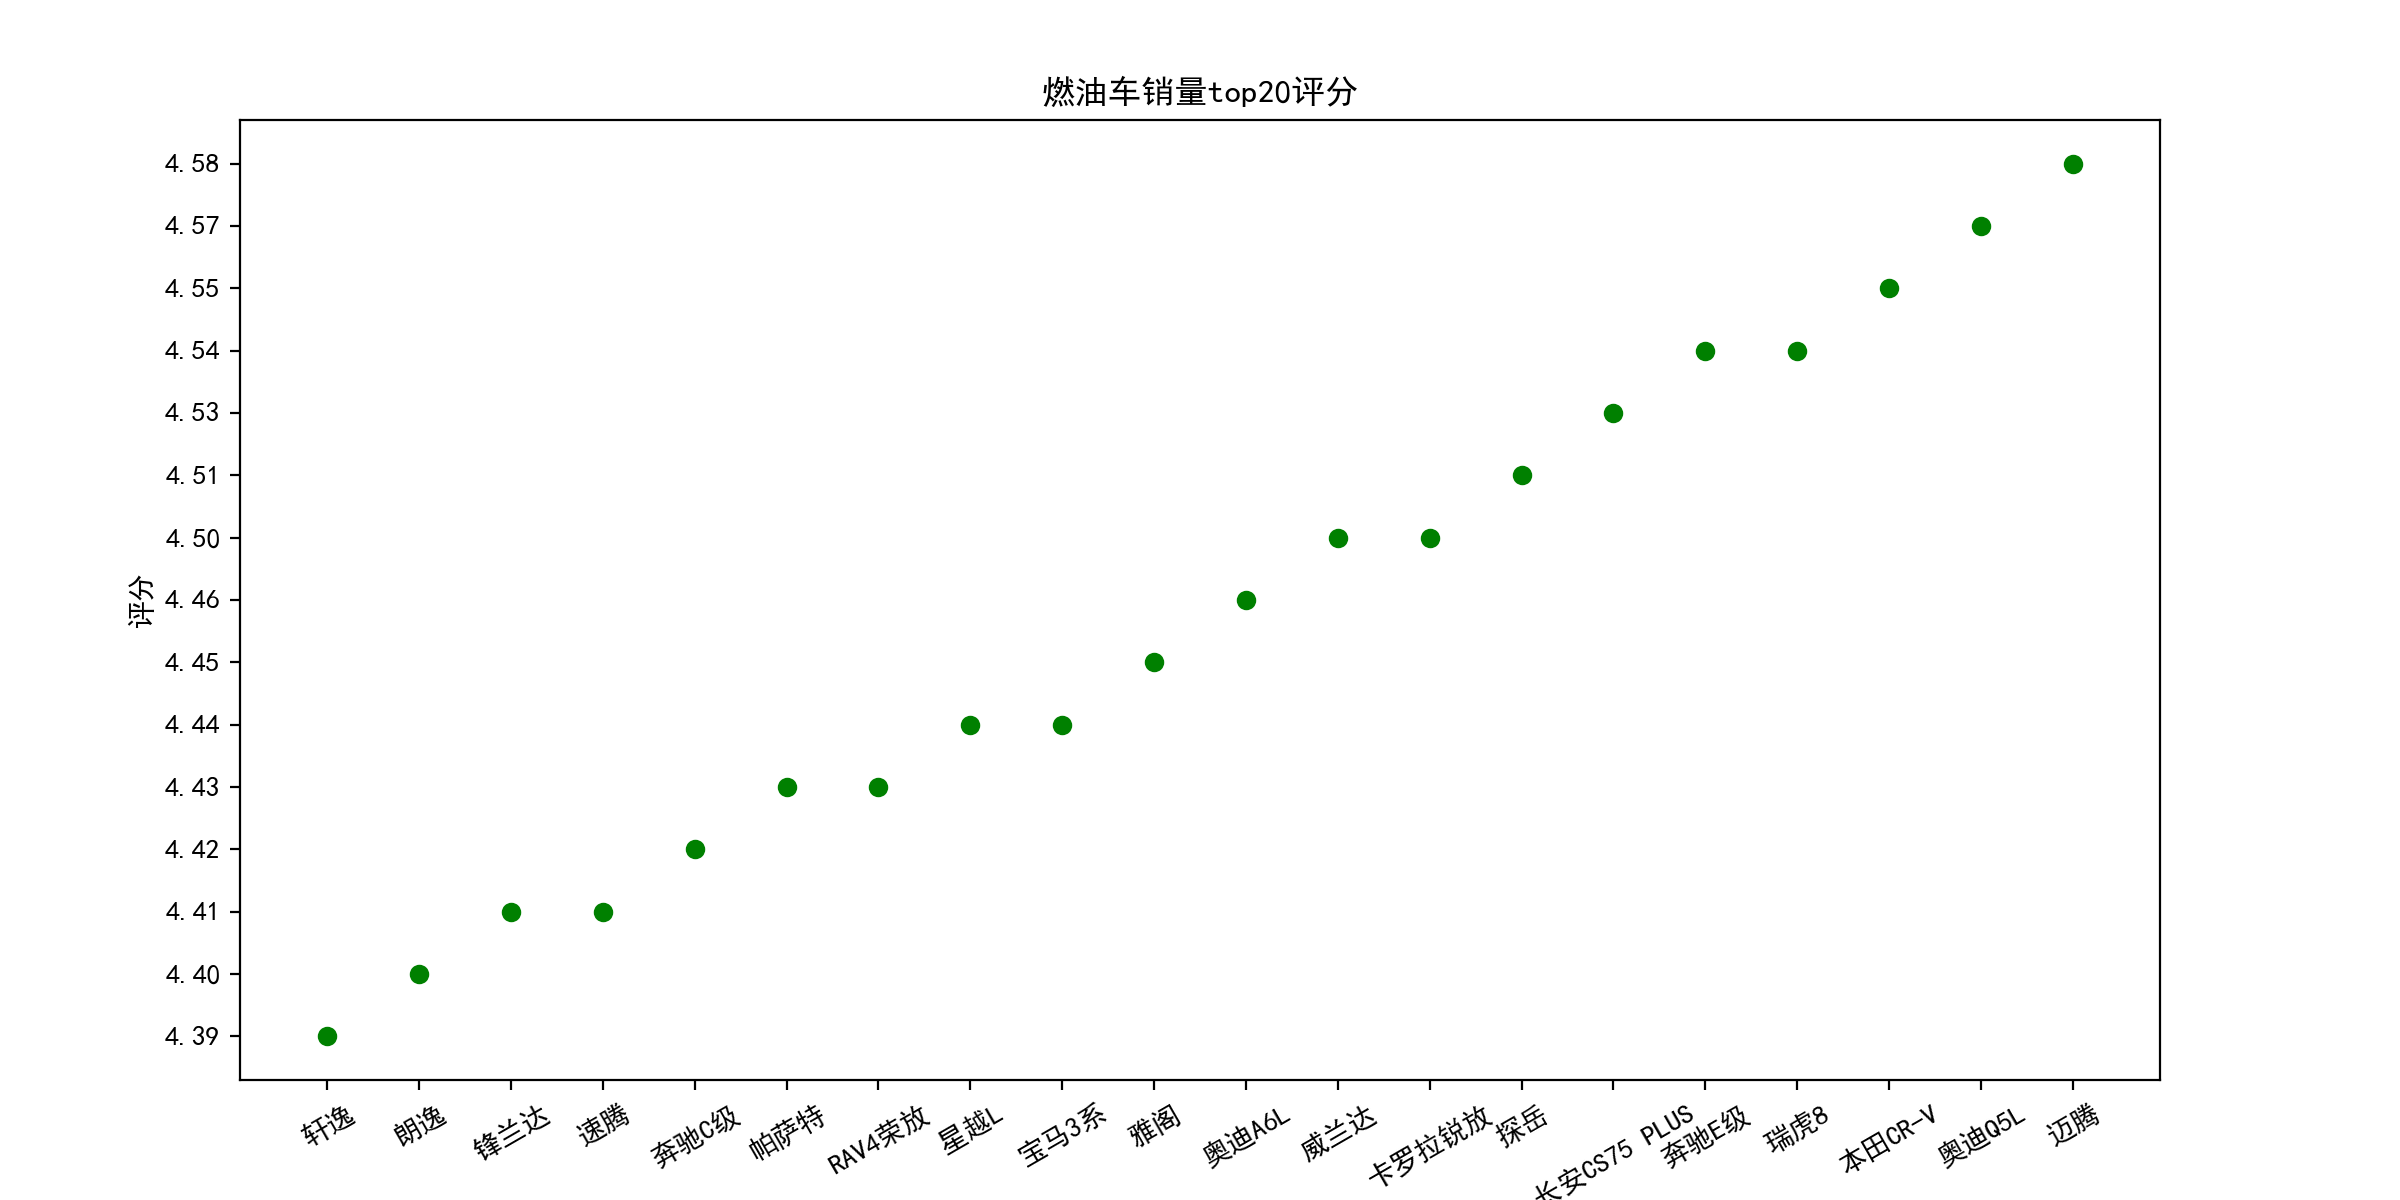 燃油车销量top20评分
评分
4.58
4.57
4.55
4.54
4.53
4.51
4.50
4.46
4.45
4.44
4.43
4.42
4.41
4.40
4.39
轩逸
朗逸
锋兰达
速腾
奔驰C级
帕萨特
RAV4荣放
星越L
宝马3系
雅阁
奥迪A6L
威兰达
卡罗拉锐放
探岳
长安CS75 PLUS
奔驰E级
瑞虎8
本田CR-V
奥迪Q5L
迈腾